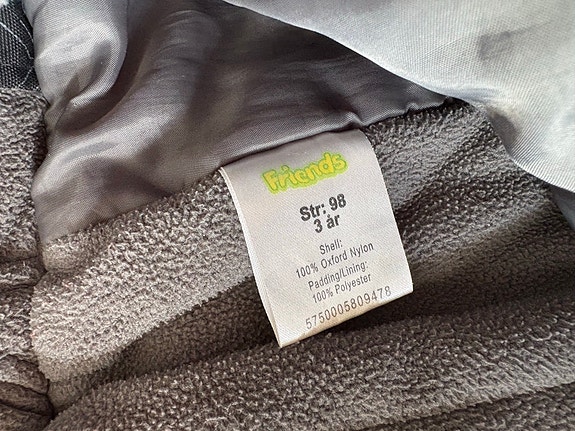 Friends
Str: 98
3 år
Shell:
100% Oxford Nylon
Padding/Lining:
100% Polyester
5750005809478